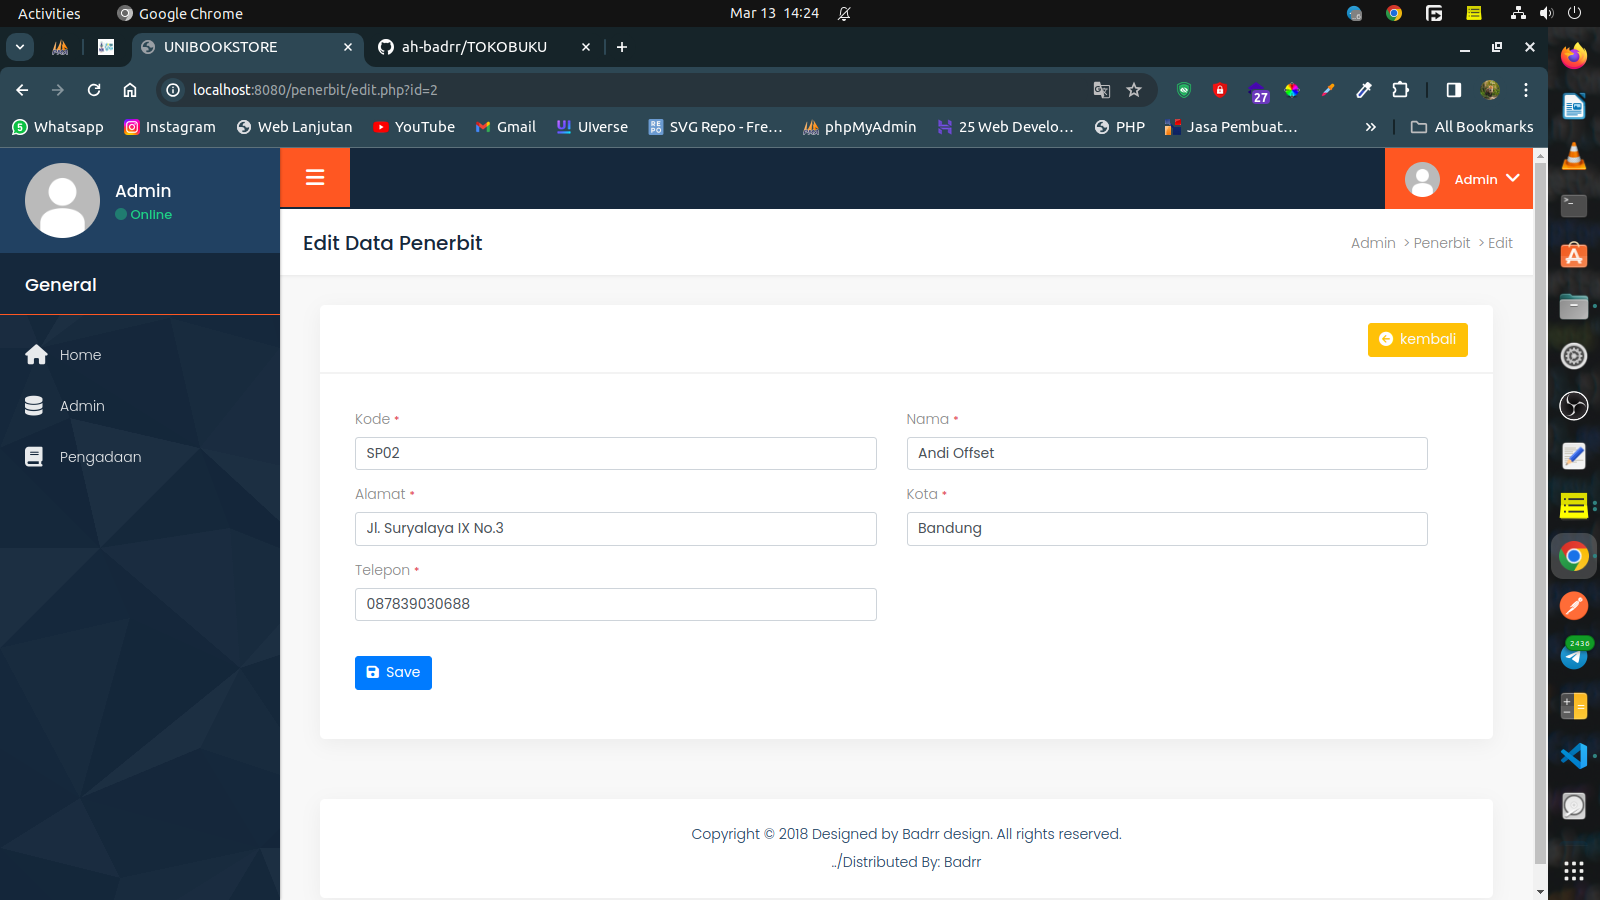 Activities
Google Chrome
Mar 13 14:24
UNIBOOKSTORE
ah-badrr/TOKOBUKU
localhost:8080/penerbit/edit.php?id=2
27
Whatsapp
Instagram
Web Lanjutan
YouTube
Gmail
UIverse
SVG Repo - Fre...
phpMyAdmin
25 Web Develo...
PHP
Jasa Pembuat...
»
All Bookmarks
Admin
Online
Admin
General
Home
Admin
Pengadaan
Edit Data Penerbit
Admin > Penerbit > Edit
kembali
Kode *
Nama *
SP02
Andi Offset
Alamat *
Kota *
Jl. Suryalaya IX No.3
Bandung
Telepon *
087839030688
Save
Copyright © 2018 Designed by Badrr design. All rights reserved.
../Distributed By: Badrr
2436